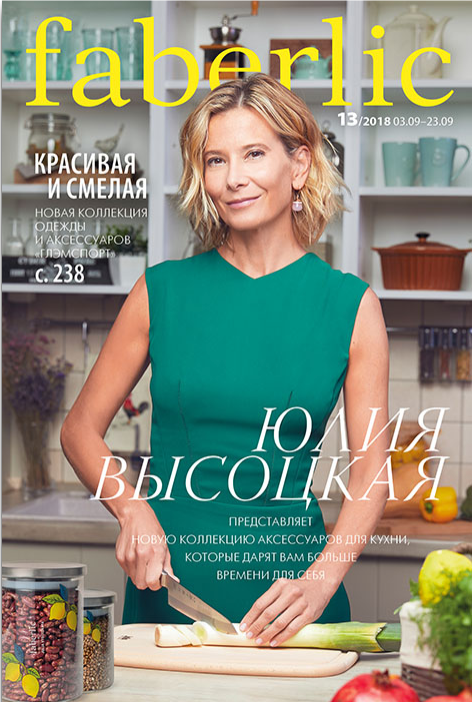 faberlic
13/2018 03.09–23.09
КРАСИВАЯ
И СМЕЛАЯ
НОВАЯ КОЛЛЕКЦИЯ
ОДЕЖДЫ
И АКСЕССУАРОВ
«ГЛЭМСПОРТ»
с. 238
ЮЛИЯ
ВЫСОЦКАЯ
ПРЕДСТАВЛЯЕТ
НОВУЮ КОЛЛЕКЦИЮ АКСЕССУАРОВ ДЛЯ КУХНИ,
КОТОРЫЕ ДАРЯТ ВАМ БОЛЬШЕ
ВРЕМЕНИ ДЛЯ СЕБЯ